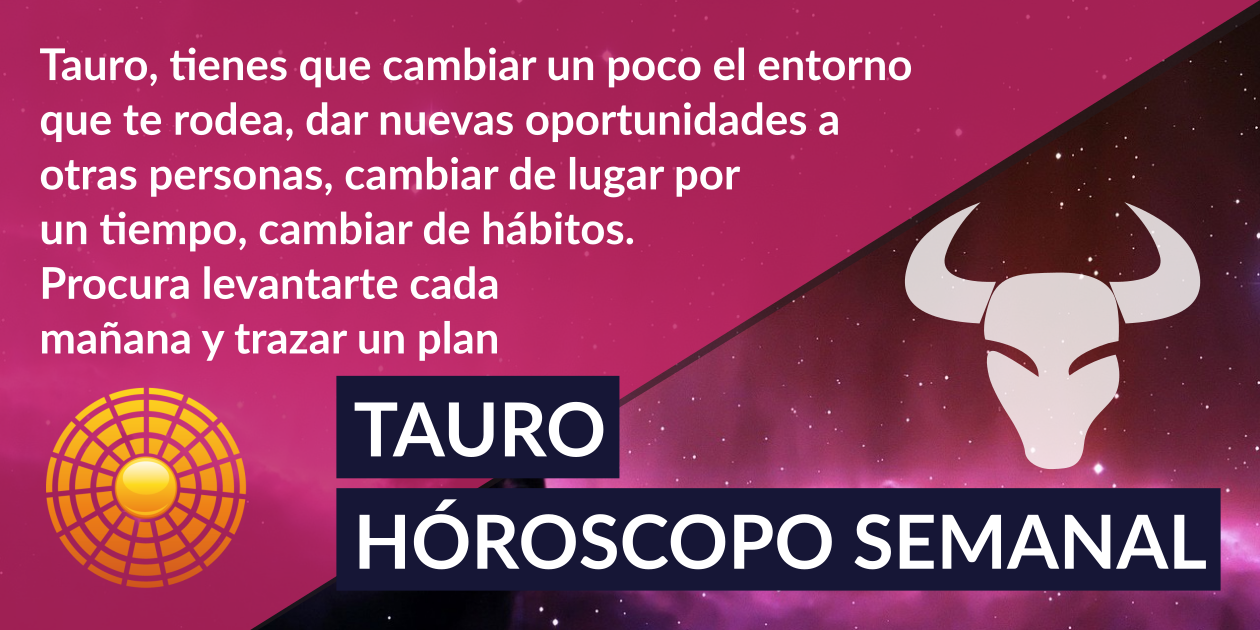 Tauro, tienes que cambiar un poco el entorno
que te rodea, dar nuevas oportunidades a
otras personas, cambiar de lugar por
un tiempo, cambiar de hábitos.
Procura levantarte cada
mañana y trazar un plan
TAURO
HÓROSCOPO SEMANAL